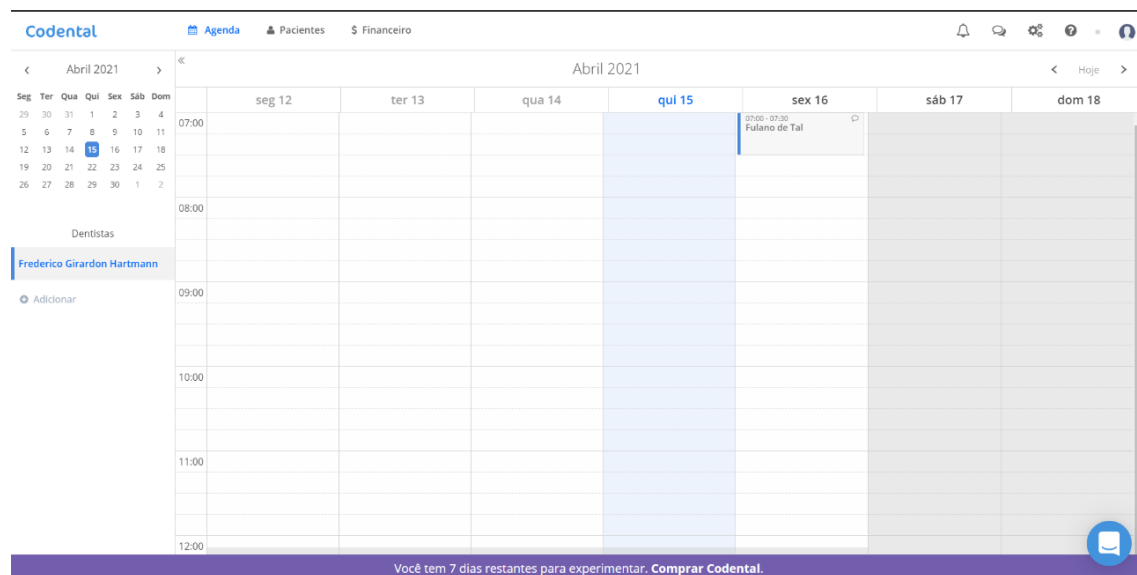 Codental
Agenda Pacientes $ Financeiro
Abril 2021
Seg Ter Qua Qui Sex Sáb Dom
29 30 31 1 2 3 4
5 6 7 8 9 10 11
12 13 14 15 16 17 18
19 20 21 22 23 24 25
26 27 28 29 30 1 2
Dentistas
Frederico Girardon Hartmann
Adicionar
Abril 2021
Hoje
seg 12 ter 13 qua 14 qui 15 sex 16 sáb 17 dom 18
07:00
07:00 - 07:30
Fulano de Tal
08:00
09:00
10:00
11:00
12:00
Você tem 7 dias restantes para experimentar. Comprar Codental.